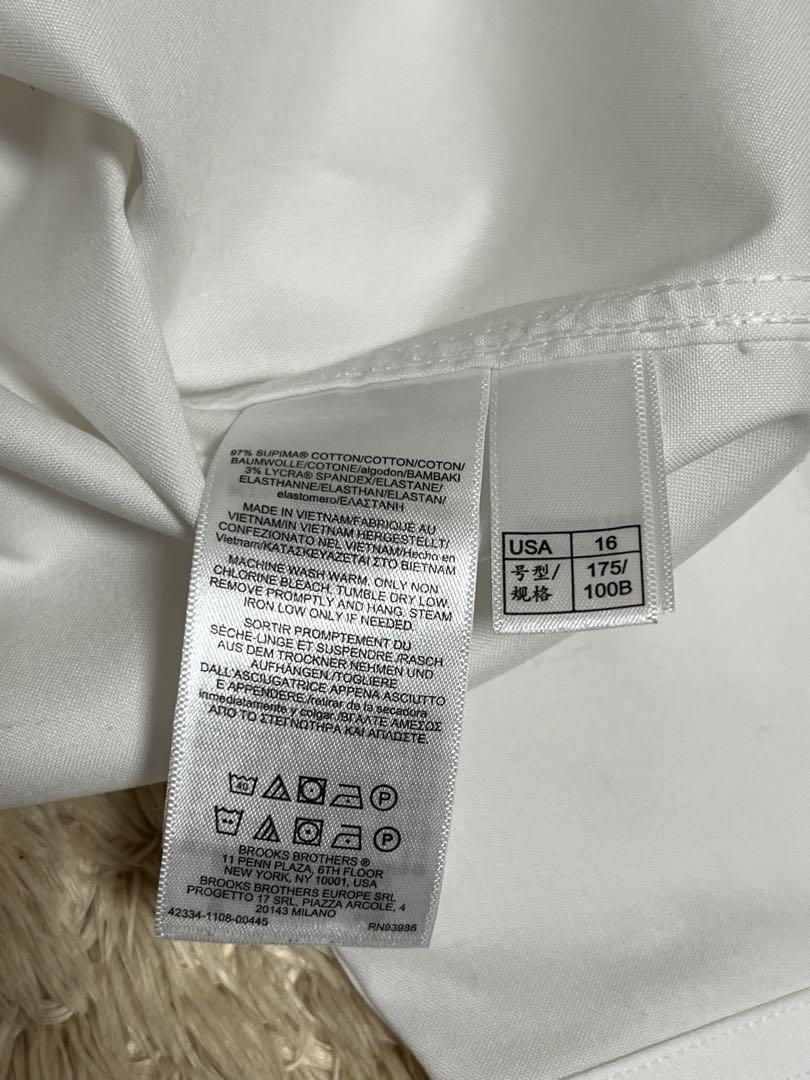 97% SUPIMA® COTTON/COTTON/COTON/
BAUMWOLLE/COTONE/algodon/ΒΑΜΒΑΚΙ
3% LYCRA® SPANDEX/ELASTANE/
ELASTHANNE/ELASTHAN/ELASTAN/
elastomero/ΕΛΑΣΤΑΝΗ
MADE IN VIETNAM/FABRIQUÉ AU
VIETNAM/IN VIETNAM HERGESTELLT/
CONFEZIONATO NEL VIETNAM/Hecho en
Vietnam/ΚΑΤΑΣΚΕΥΑΖΕΤΑΙ ΣΤΟ ΒΙΕΤΝΑΜ
MACHINE WASH WARM, ONLY NON
CHLORINE BLEACH, TUMBLE DRY LOW,
REMOVE PROMPTLY AND HANG, STEAM
IRON LOW ONLY IF NEEDED
SORTIR PROMPTEMENT DU
SÈCHE-LINGE ET SUSPENDRE./RASCH
AUS DEM TROCKNER NEHMEN UND
AUFHÄNGEN./TOGLIERE
DALL'ASCIUGATRICE APPENA ASCIUTTO
E APPENDERE./retirar de la secadora
inmediatamente y colgar./ΒΓΑΛΤΕ ΑΜΕΣΩΣ
ΑΠΟ ΤΟ ΣΤΕΓΝΩΤΗΡΑ ΚΑΙ ΑΠΛΩΣΤΕ.
40 P
P
BROOKS BROTHERS ®
11 PENN PLAZA, 6TH FLOOR
NEW YORK, NY 10001, USA
BROOKS BROTHERS EUROPE SRL
PROGETTO 17 SRL, PIAZZA ARCOLE, 4
20143 MILANO
42334-1108-00445 RN93986
USA 16
号型/ 175/
规格 100B